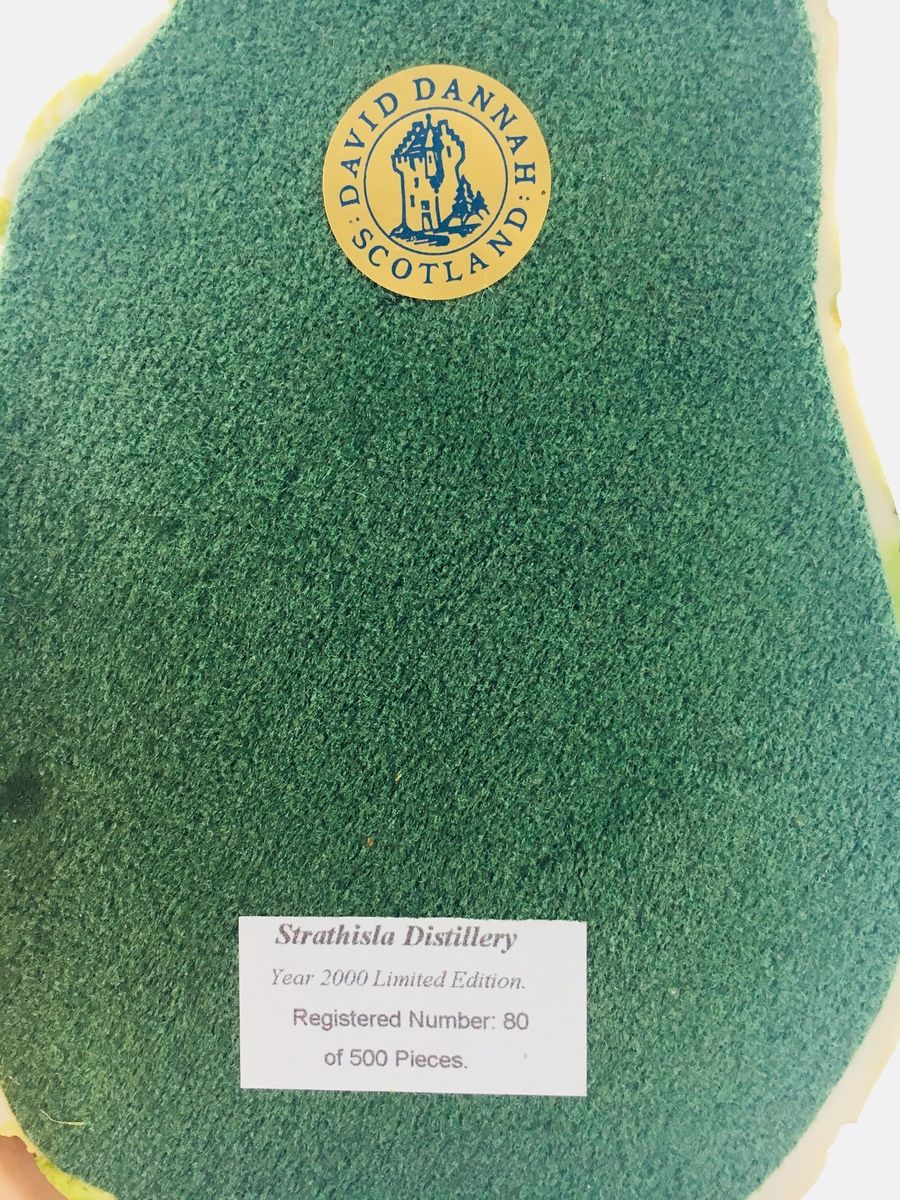 DAVID DANNAH
: SCOTLAND :
Strathisla Distillery
Year 2000 Limited Edition.
Registered Number: 80
of 500 Pieces.